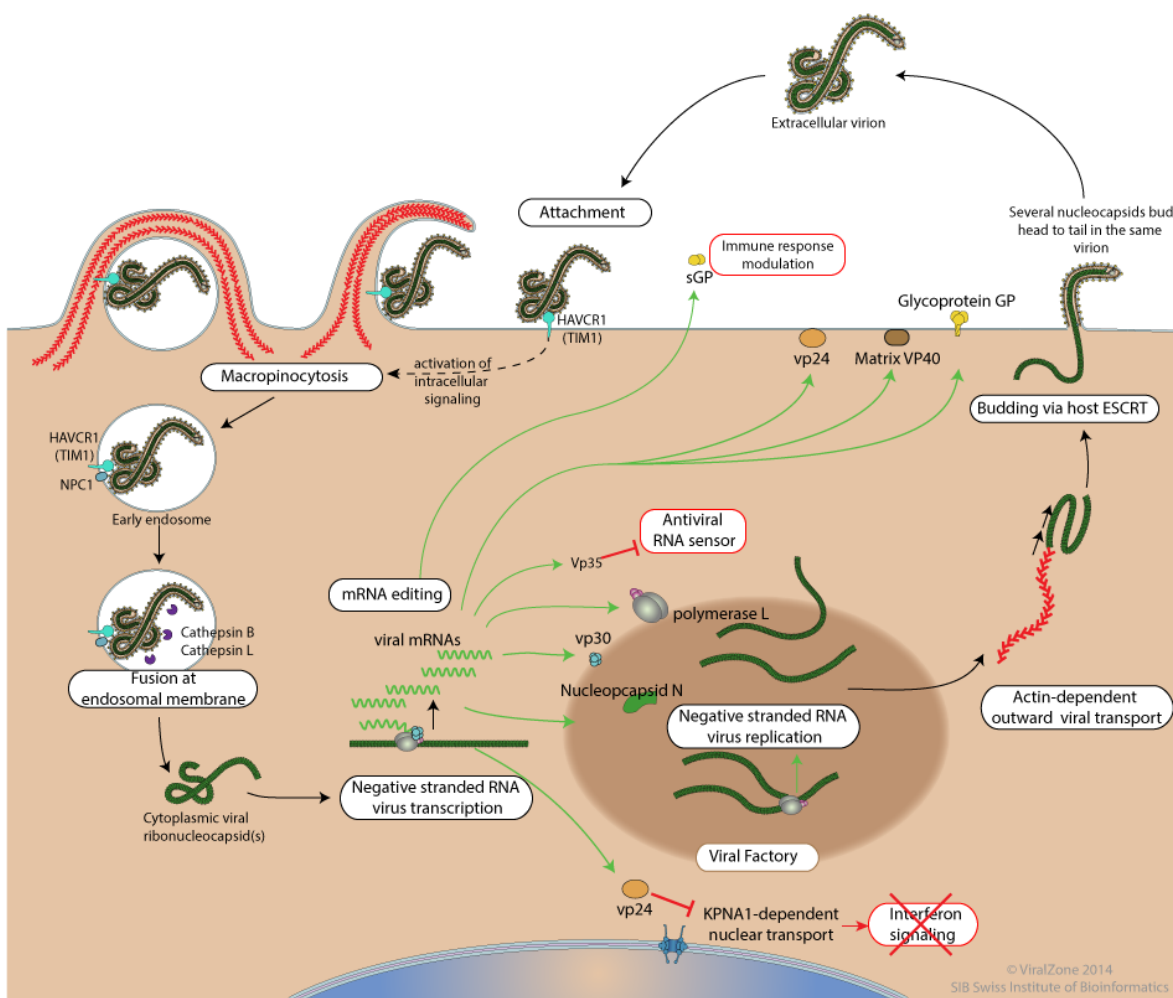 Extracellular virion
Attachment
Several nucleocapsids bud
head to tail in the same
virion
Immune response
modulation
sGP
HAVCR1
(TIM1)
Glycoprotein GP
vp24
Matrix VP40
activation of
intracellular
signaling
Macropinocytosis
Budding via host ESCRT
HAVCR1
(TIM1)
NPC1
Early endosome
Antiviral
RNA sensor
Vp35
mRNA editing
polymerase L
viral mRNAs
vp30
Cathepsin B
Cathepsin L
Fusion at
endosomal membrane
Nucleopcapsid N
Negative stranded RNA
virus replication
Actin-dependent
outward viral transport
Negative stranded RNA
virus transcription
Cytoplasmic viral
ribonucleocapsid(s)
Viral Factory
vp24
KPNA1-dependent
nuclear transport
Interferon
signaling
© ViralZone 2014
SIB Swiss Institute of Bioinformatics